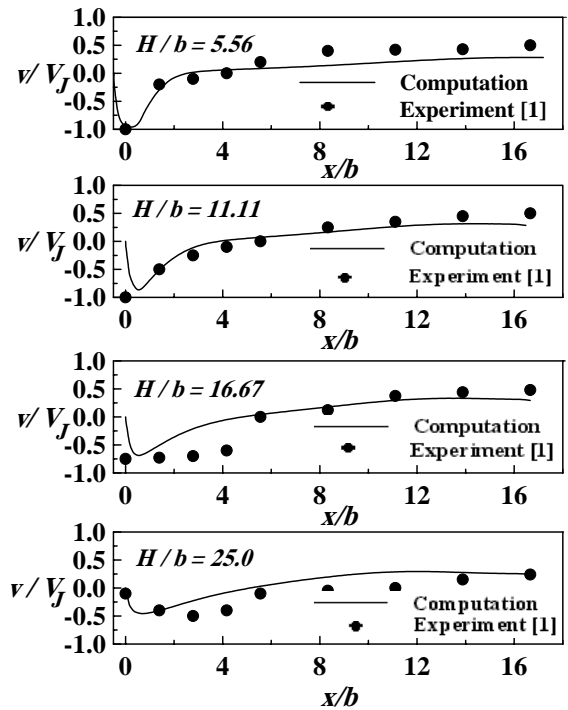 1.0
H / b = 5.56
0.5
v/ V_J
0.0
Computation
-0.5
Experiment [1]
-1.0
0 4 8 12 16
x/b
1.0
H / b = 11.11
0.5
v/ V_J
0.0
Computation
-0.5
Experiment [1]
-1.0
0 4 8 12 16
x/b
1.0
H / b = 16.67
0.5
v/ V_J
0.0
Computation
-0.5
Experiment [1]
-1.0
0 4 8 12 16
x/b
1.0
H / b = 25.0
0.5
v / V_J
0.0
Computation
-0.5
Experiment [1]
-1.0
0 4 8 12 16
x/b